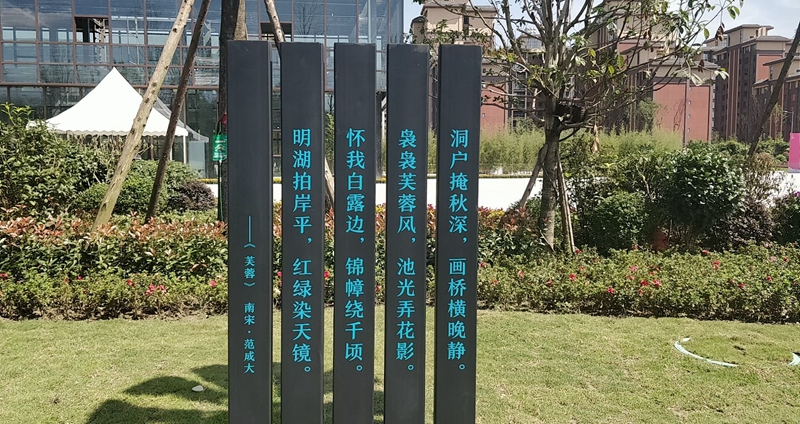 洞户掩秋深，画桥横晚静。
袅袅芙蓉风，池光弄花影。
怀我白露边，锦幛绕千顷。
明湖拍岸平，红绿染天镜。
——《芙蓉》 南宋·范成大